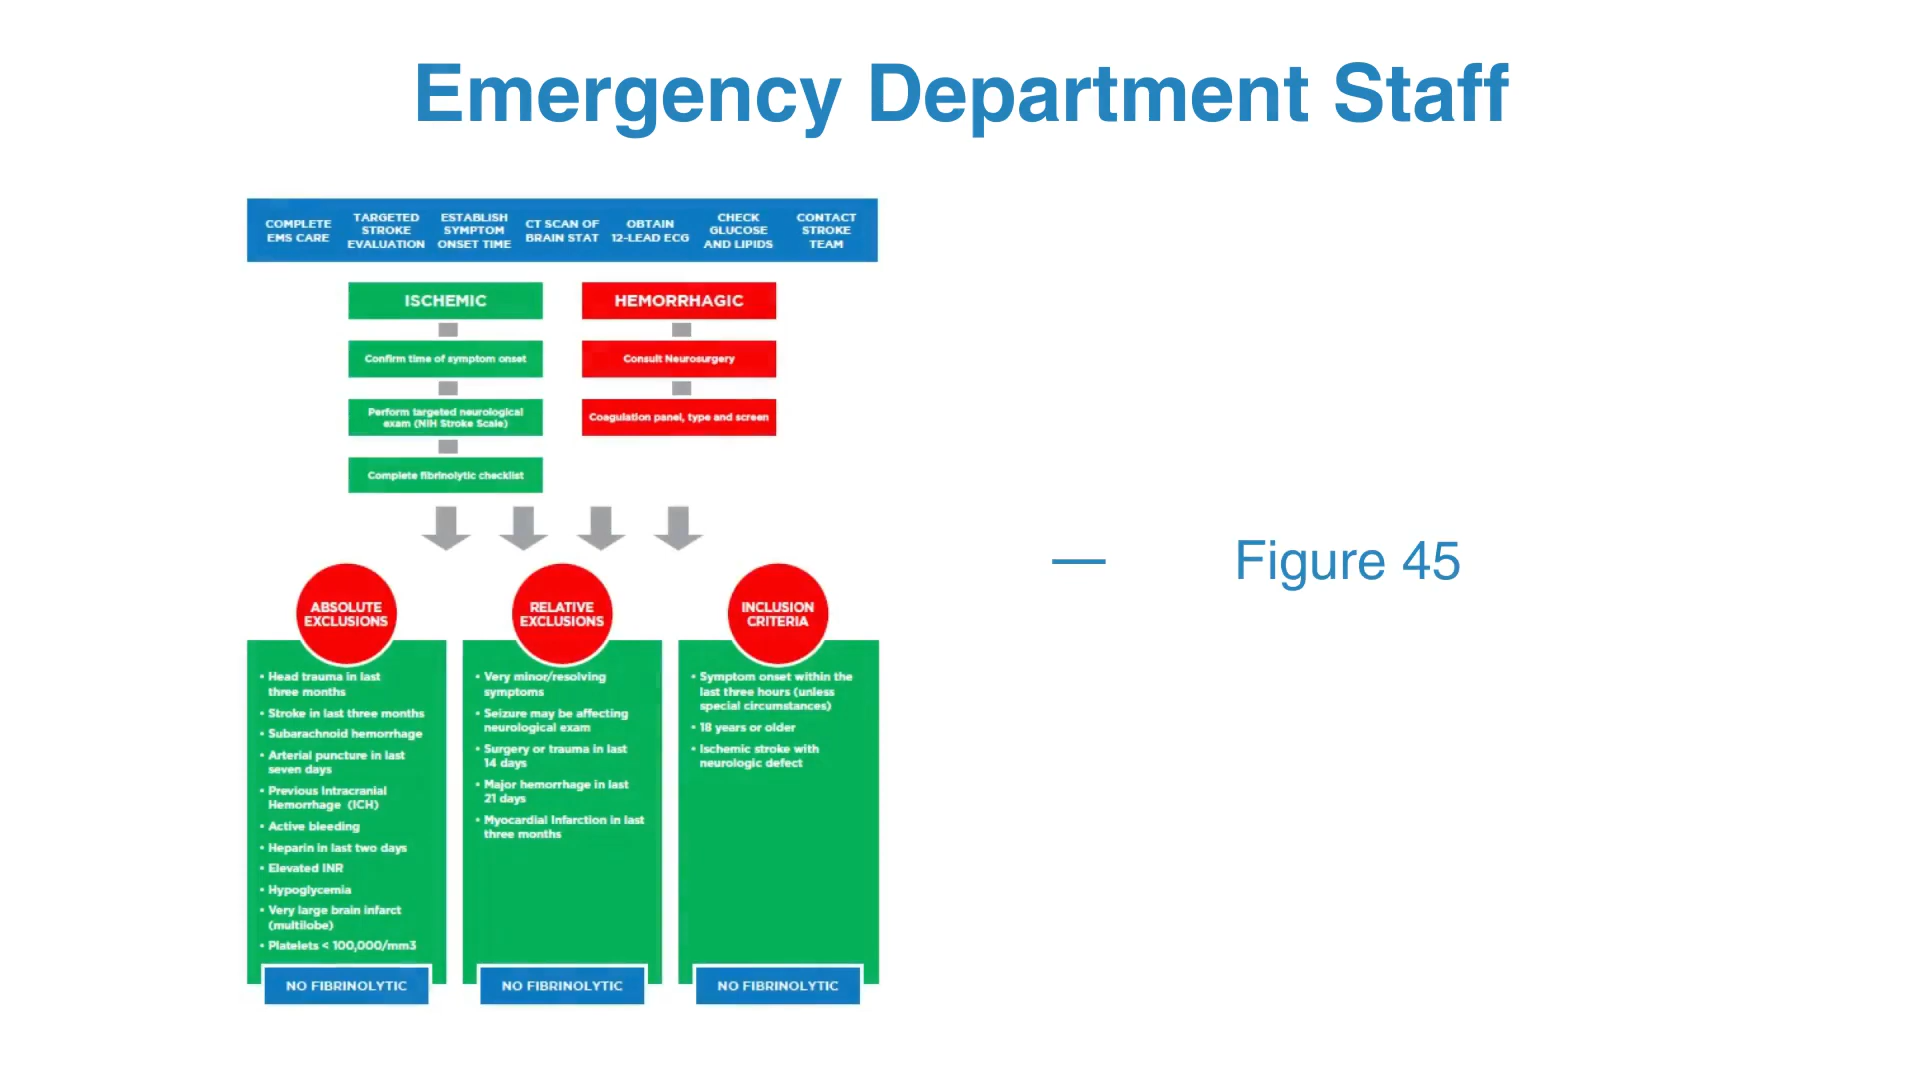 Emergency Department Staff
COMPLETE
EMS CARE
TARGETED
STROKE
EVALUATION
ESTABLISH
SYMPTOM
ONSET TIME
CT SCAN OF
BRAIN STAT
OBTAIN
12-LEAD ECG
CHECK
GLUCOSE
AND LIPIDS
CONTACT
STROKE
TEAM
ISCHEMIC
Confirm time of symptom onset
Perform targeted neurological
exam (NIH Stroke Scale)
Complete fibrinolytic checklist
HEMORRHAGIC
Consult Neurosurgery
Coagulation panel, type and screen
ABSOLUTE
EXCLUSIONS
• Head trauma in last
three months
• Stroke in last three months
• Subarachnoid hemorrhage
• Arterial puncture in last
seven days
• Previous Intracranial
Hemorrhage (ICH)
• Active bleeding
• Heparin in last two days
• Elevated INR
• Hypoglycemia
• Very large brain infarct
(multilobe)
• Platelets < 100,000/mm3
NO FIBRINOLYTIC
RELATIVE
EXCLUSIONS
• Very minor/resolving
symptoms
• Seizure may be affecting
neurological exam
• Surgery or trauma in last
14 days
• Major hemorrhage in last
21 days
• Myocardial Infarction in last
three months
NO FIBRINOLYTIC
INCLUSION
CRITERIA
• Symptom onset within the
last three hours (unless
special circumstances)
• 18 years or older
• Ischemic stroke with
neurologic defect
NO FIBRINOLYTIC
— Figure 45